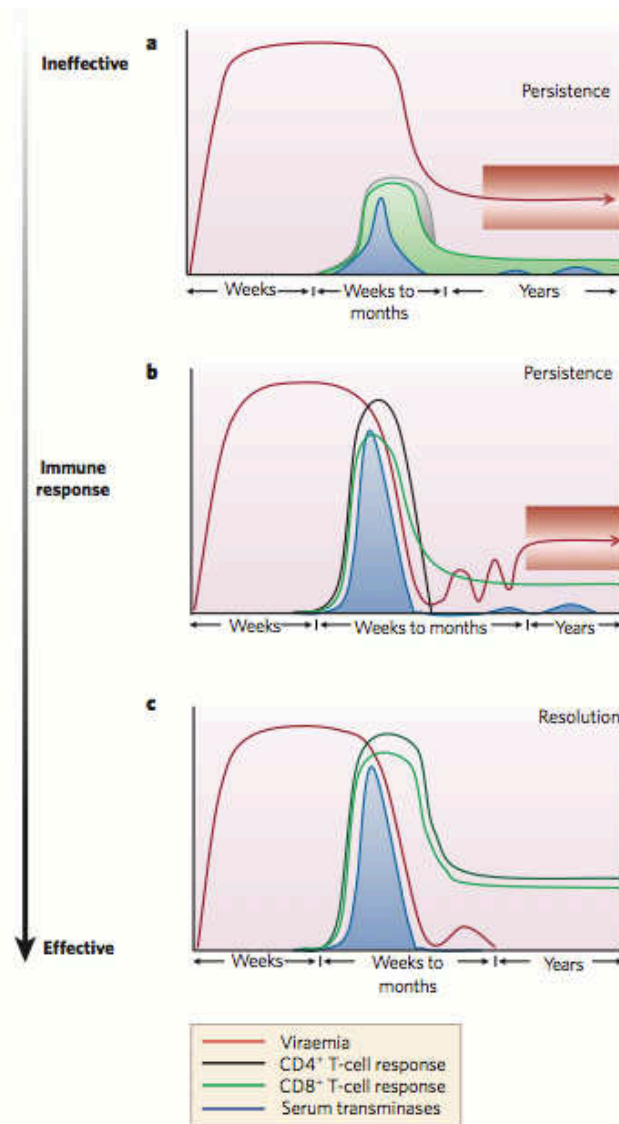 Ineffective
a
Persistence
Weeks
Weeks to
months
Years
b
Persistence
Immune
response
Weeks
Weeks to months
Years
c
Resolution
Effective
Weeks
Weeks to
months
Years
Viraemia
CD4+ T-cell response
CD8+ T-cell response
Serum transminases